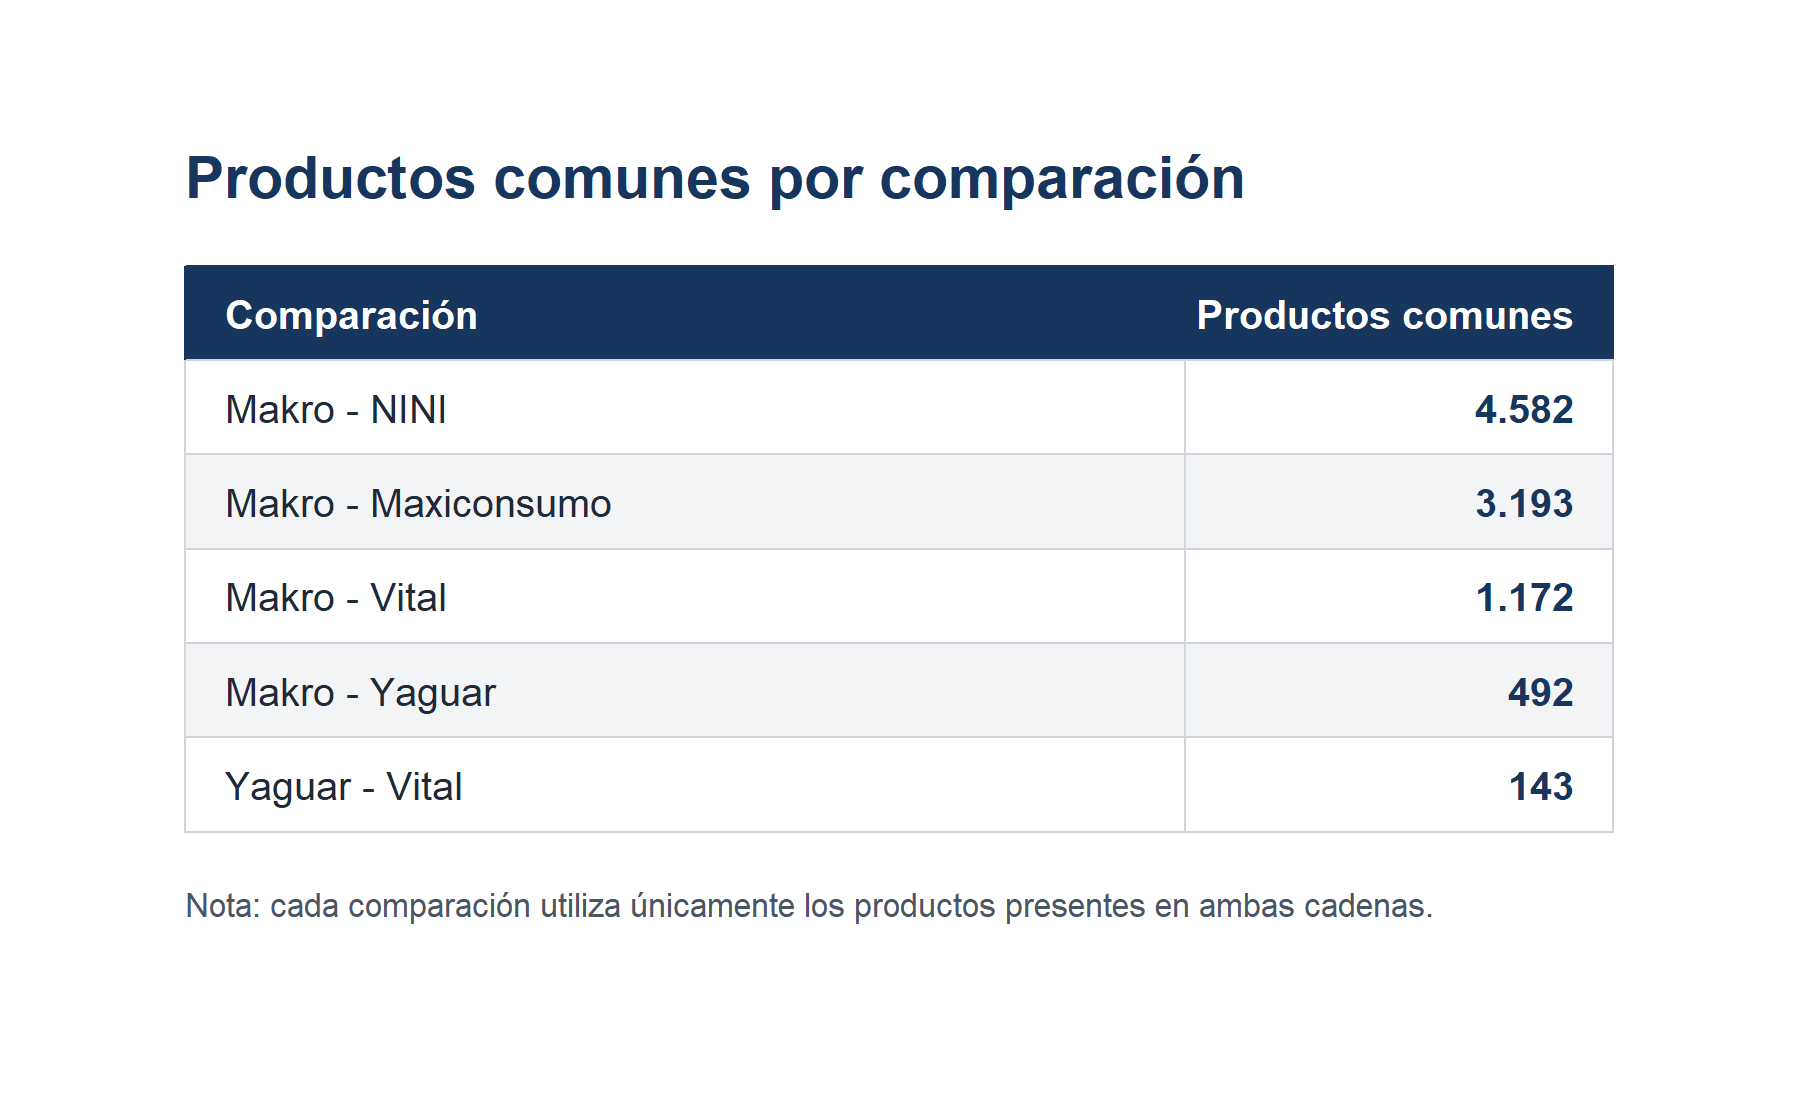 Productos comunes por comparación
Comparación Productos comunes
Makro - NINI 4.582
Makro - Maxiconsumo 3.193
Makro - Vital 1.172
Makro - Yaguar 492
Yaguar - Vital 143
Nota: cada comparación utiliza únicamente los productos presentes en ambas cadenas.